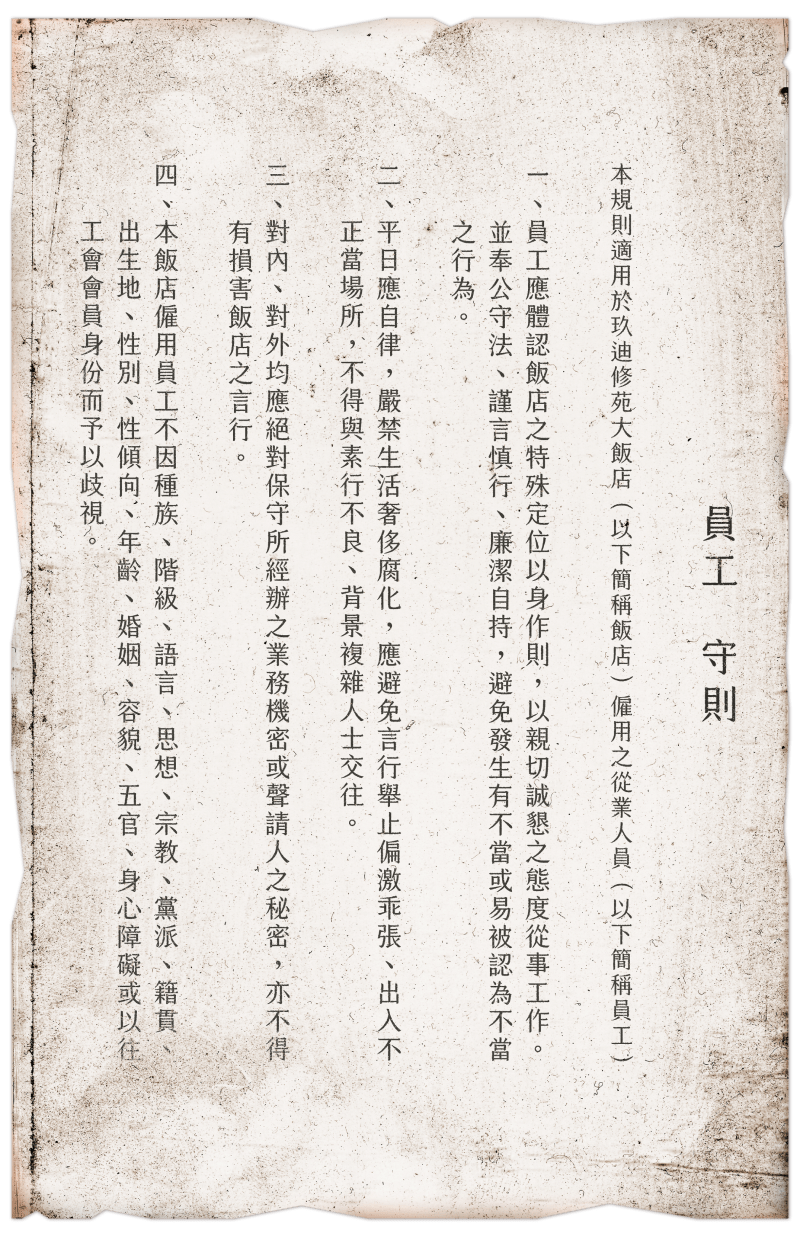 員工 守則
本規則適用於玖迪修苑大飯店（以下簡稱飯店）僱用之從業人員（以下簡稱員工）
一、員工應體認飯店之特殊定位以身作則，以親切誠懇之態度從事工作。
並奉公守法、謹言慎行、廉潔自持，避免發生有不當或易被認為不當
之行為。
二、平日應自律，嚴禁生活奢侈腐化，應避免言行舉止偏激乖張、出入不
正當場所，不得與素行不良、背景複雜人士交往。
三、對內、對外均應絕對保守所經辦之業務機密或聲請人之秘密，亦不得
有損害飯店之言行。
四、本飯店僱用員工不因種族、階級、語言、思想、宗教、黨派、籍貫、
出生地、性別、性傾向、年齡、婚姻、容貌、五官、身心障礙或以往
工會會員身份而予以歧視。